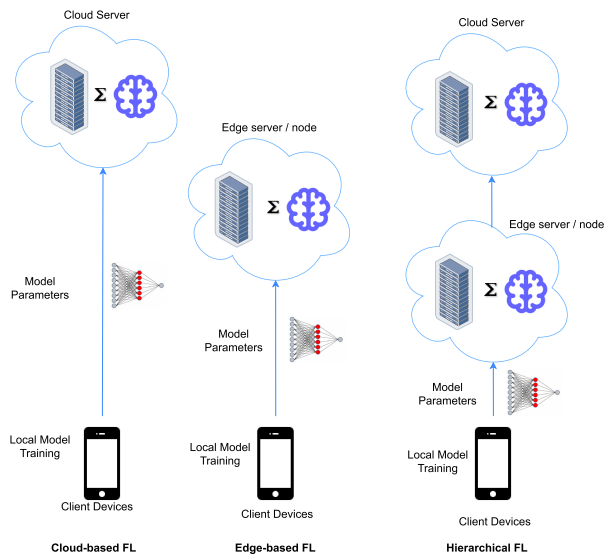 Cloud Server
Σ
Model
Parameters
Local Model
Training
Client Devices
Cloud-based FL
Edge server / node
Σ
Model
Parameters
Local Model
Training
Client Devices
Edge-based FL
Cloud Server
Σ
Edge server / node
Σ
Model
Parameters
Local Model
Training
Client Devices
Hierarchical FL